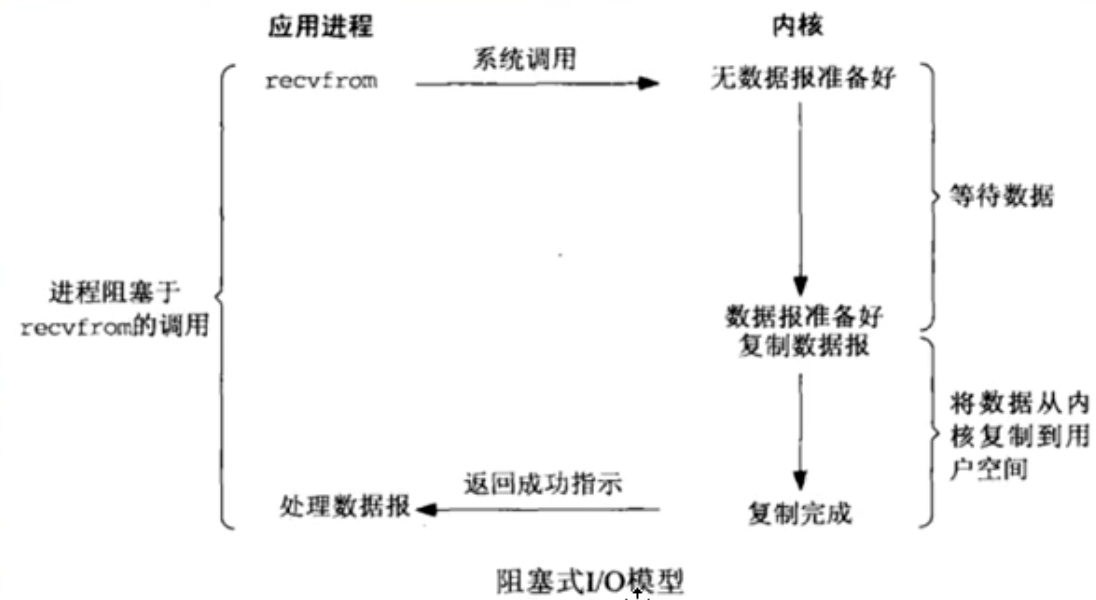 应用进程
内核
系统调用
recvfrom
无数据报准备好
等待数据
进程阻塞于
recvfrom的调用
数据报准备好
复制数据报
将数据从内
核复制到用
户空间
返回成功指示
处理数据报
复制完成
阻塞式I/O模型